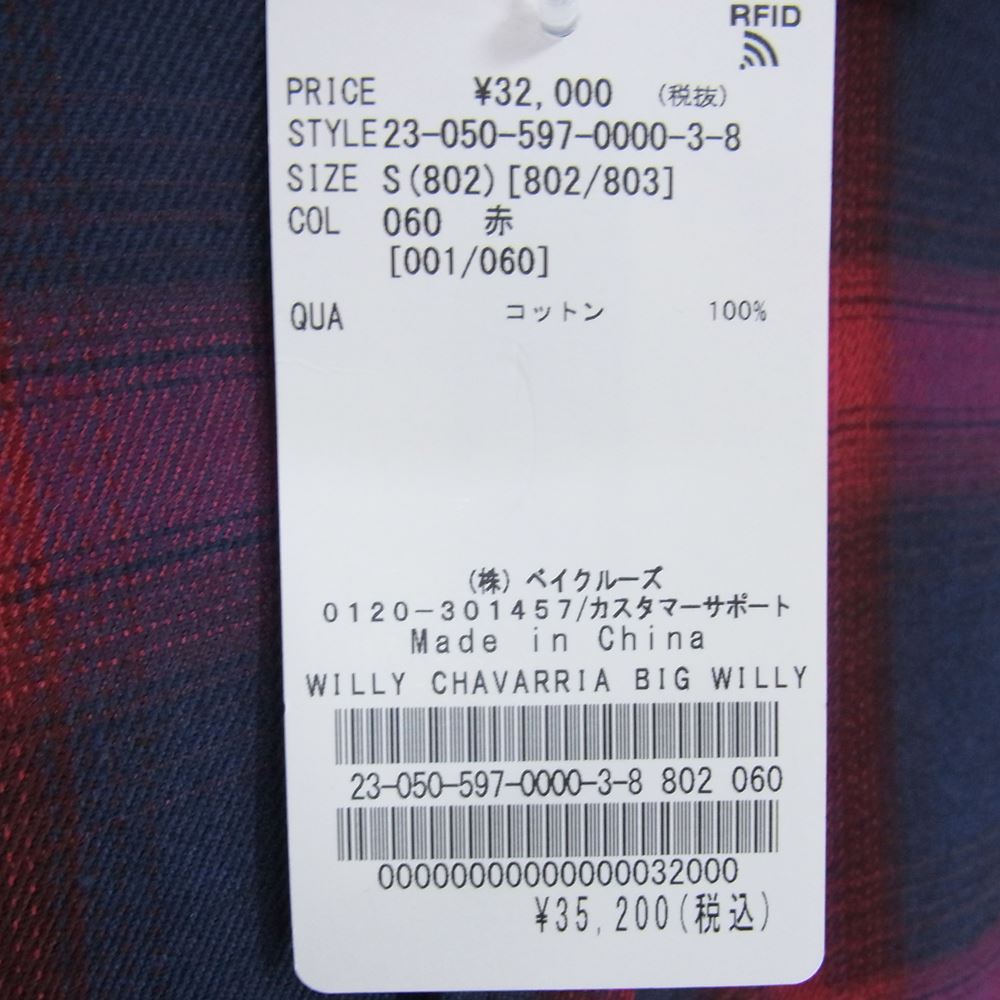 RFID
PRICE ¥32,000 (税抜)
STYLE 23-050-597-0000-3-8
SIZE S(802)[802/803]
COL 060 赤
[001/060]
QUA コットン 100%
(株) ベイクルーズ
0120-301457/カスタマーサポート
Made in China
WILLY CHAVARRIA BIG WILLY
23-050-597-0000-3-8 802 060
00000000000000032000
¥35,200(税込)